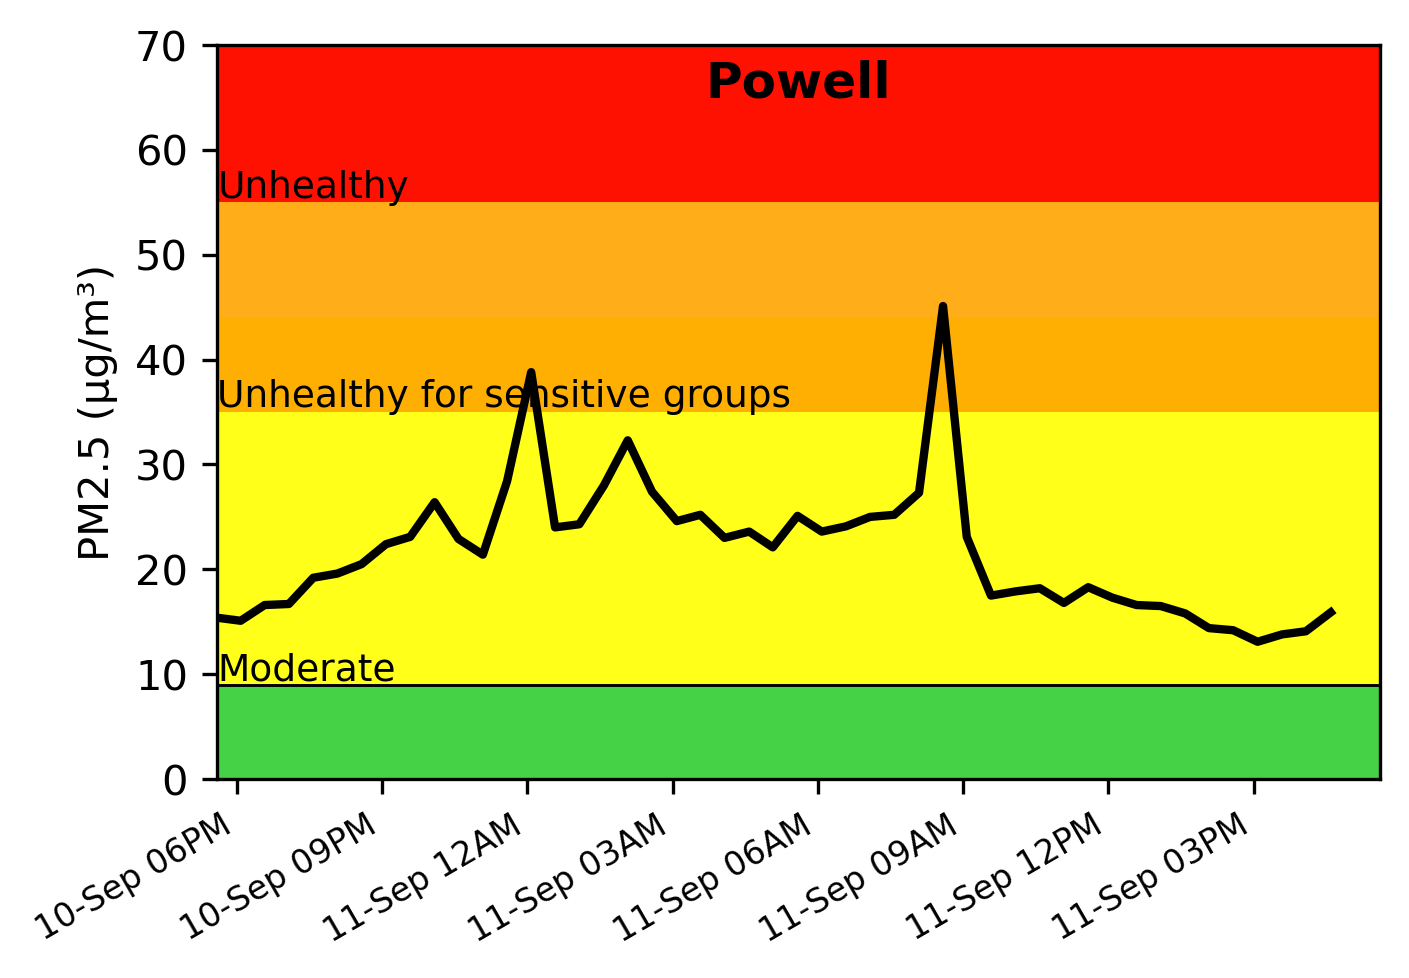 Powell
70
60
Unhealthy
50
40
Unhealthy for sensitive groups
30
20
10
Moderate
0
PM2.5 (µg/m³)
10-Sep 06PM
10-Sep 09PM
11-Sep 12AM
11-Sep 03AM
11-Sep 06AM
11-Sep 09AM
11-Sep 12PM
11-Sep 03PM